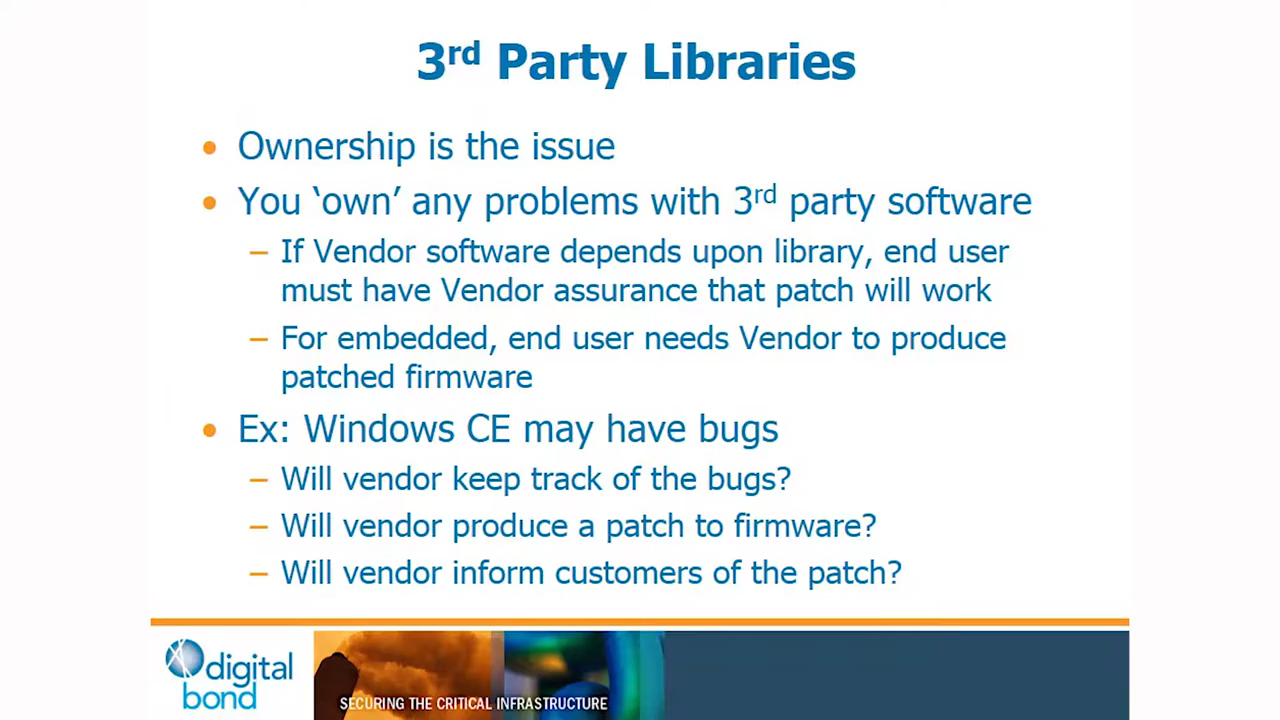 3rd Party Libraries
• Ownership is the issue
• You ‘own’ any problems with 3rd party software
– If Vendor software depends upon library, end user
must have Vendor assurance that patch will work
– For embedded, end user needs Vendor to produce
patched firmware
• Ex: Windows CE may have bugs
– Will vendor keep track of the bugs?
– Will vendor produce a patch to firmware?
– Will vendor inform customers of the patch?
digital
bond
SECURING THE CRITICAL INFRASTRUCTURE